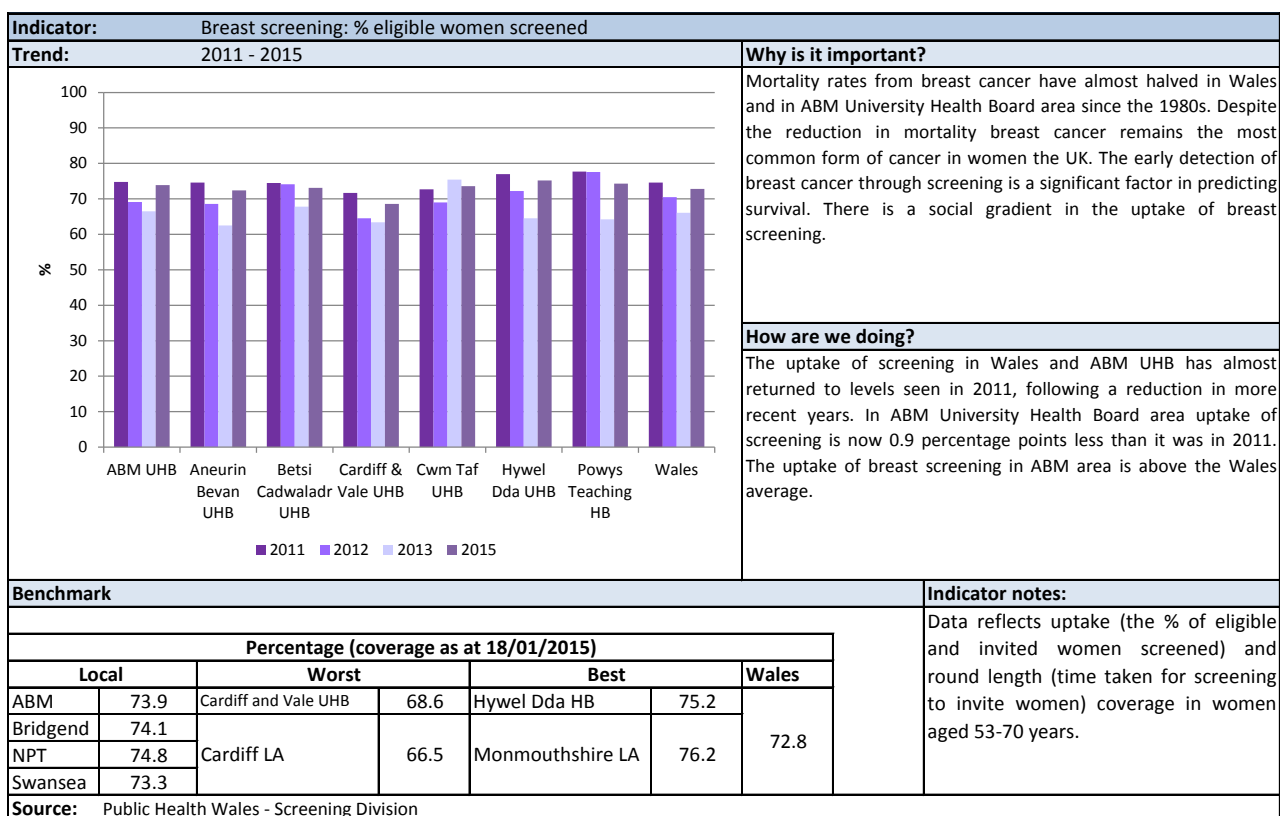 Indicator: Breast screening: % eligible women screened
Trend: 2011 - 2015
Why is it important?
Mortality rates from breast cancer have almost halved in Wales
and in ABM University Health Board area since the 1980s. Despite
the reduction in mortality breast cancer remains the most
common form of cancer in women the UK. The early detection of
breast cancer through screening is a significant factor in predicting
survival. There is a social gradient in the uptake of breast
screening.
100
90
80
70
60
50
40
30
20
10
0
%
ABM UHB
Aneurin
Bevan
UHB
Betsi
Cadwaladr
UHB
Cardiff &
Vale UHB
Cwm Taf
UHB
Hywel
Dda UHB
Powys
Teaching
HB
Wales
2011 2012 2013 2015
How are we doing?
The uptake of screening in Wales and ABM UHB has almost
returned to levels seen in 2011, following a reduction in more
recent years. In ABM University Health Board area uptake of
screening is now 0.9 percentage points less than it was in 2011.
The uptake of breast screening in ABM area is above the Wales
average.
Benchmark
Percentage (coverage as at 18/01/2015)
Local Worst Best Wales
ABM 73.9 Cardiff and Vale UHB 68.6 Hywel Dda HB 75.2
Bridgend 74.1
NPT 74.8 Cardiff LA 66.5 Monmouthshire LA 76.2 72.8
Swansea 73.3
Indicator notes:
Data reflects uptake (the % of eligible
and invited women screened) and
round length (time taken for screening
to invite women) coverage in women
aged 53-70 years.
Source: Public Health Wales - Screening Division